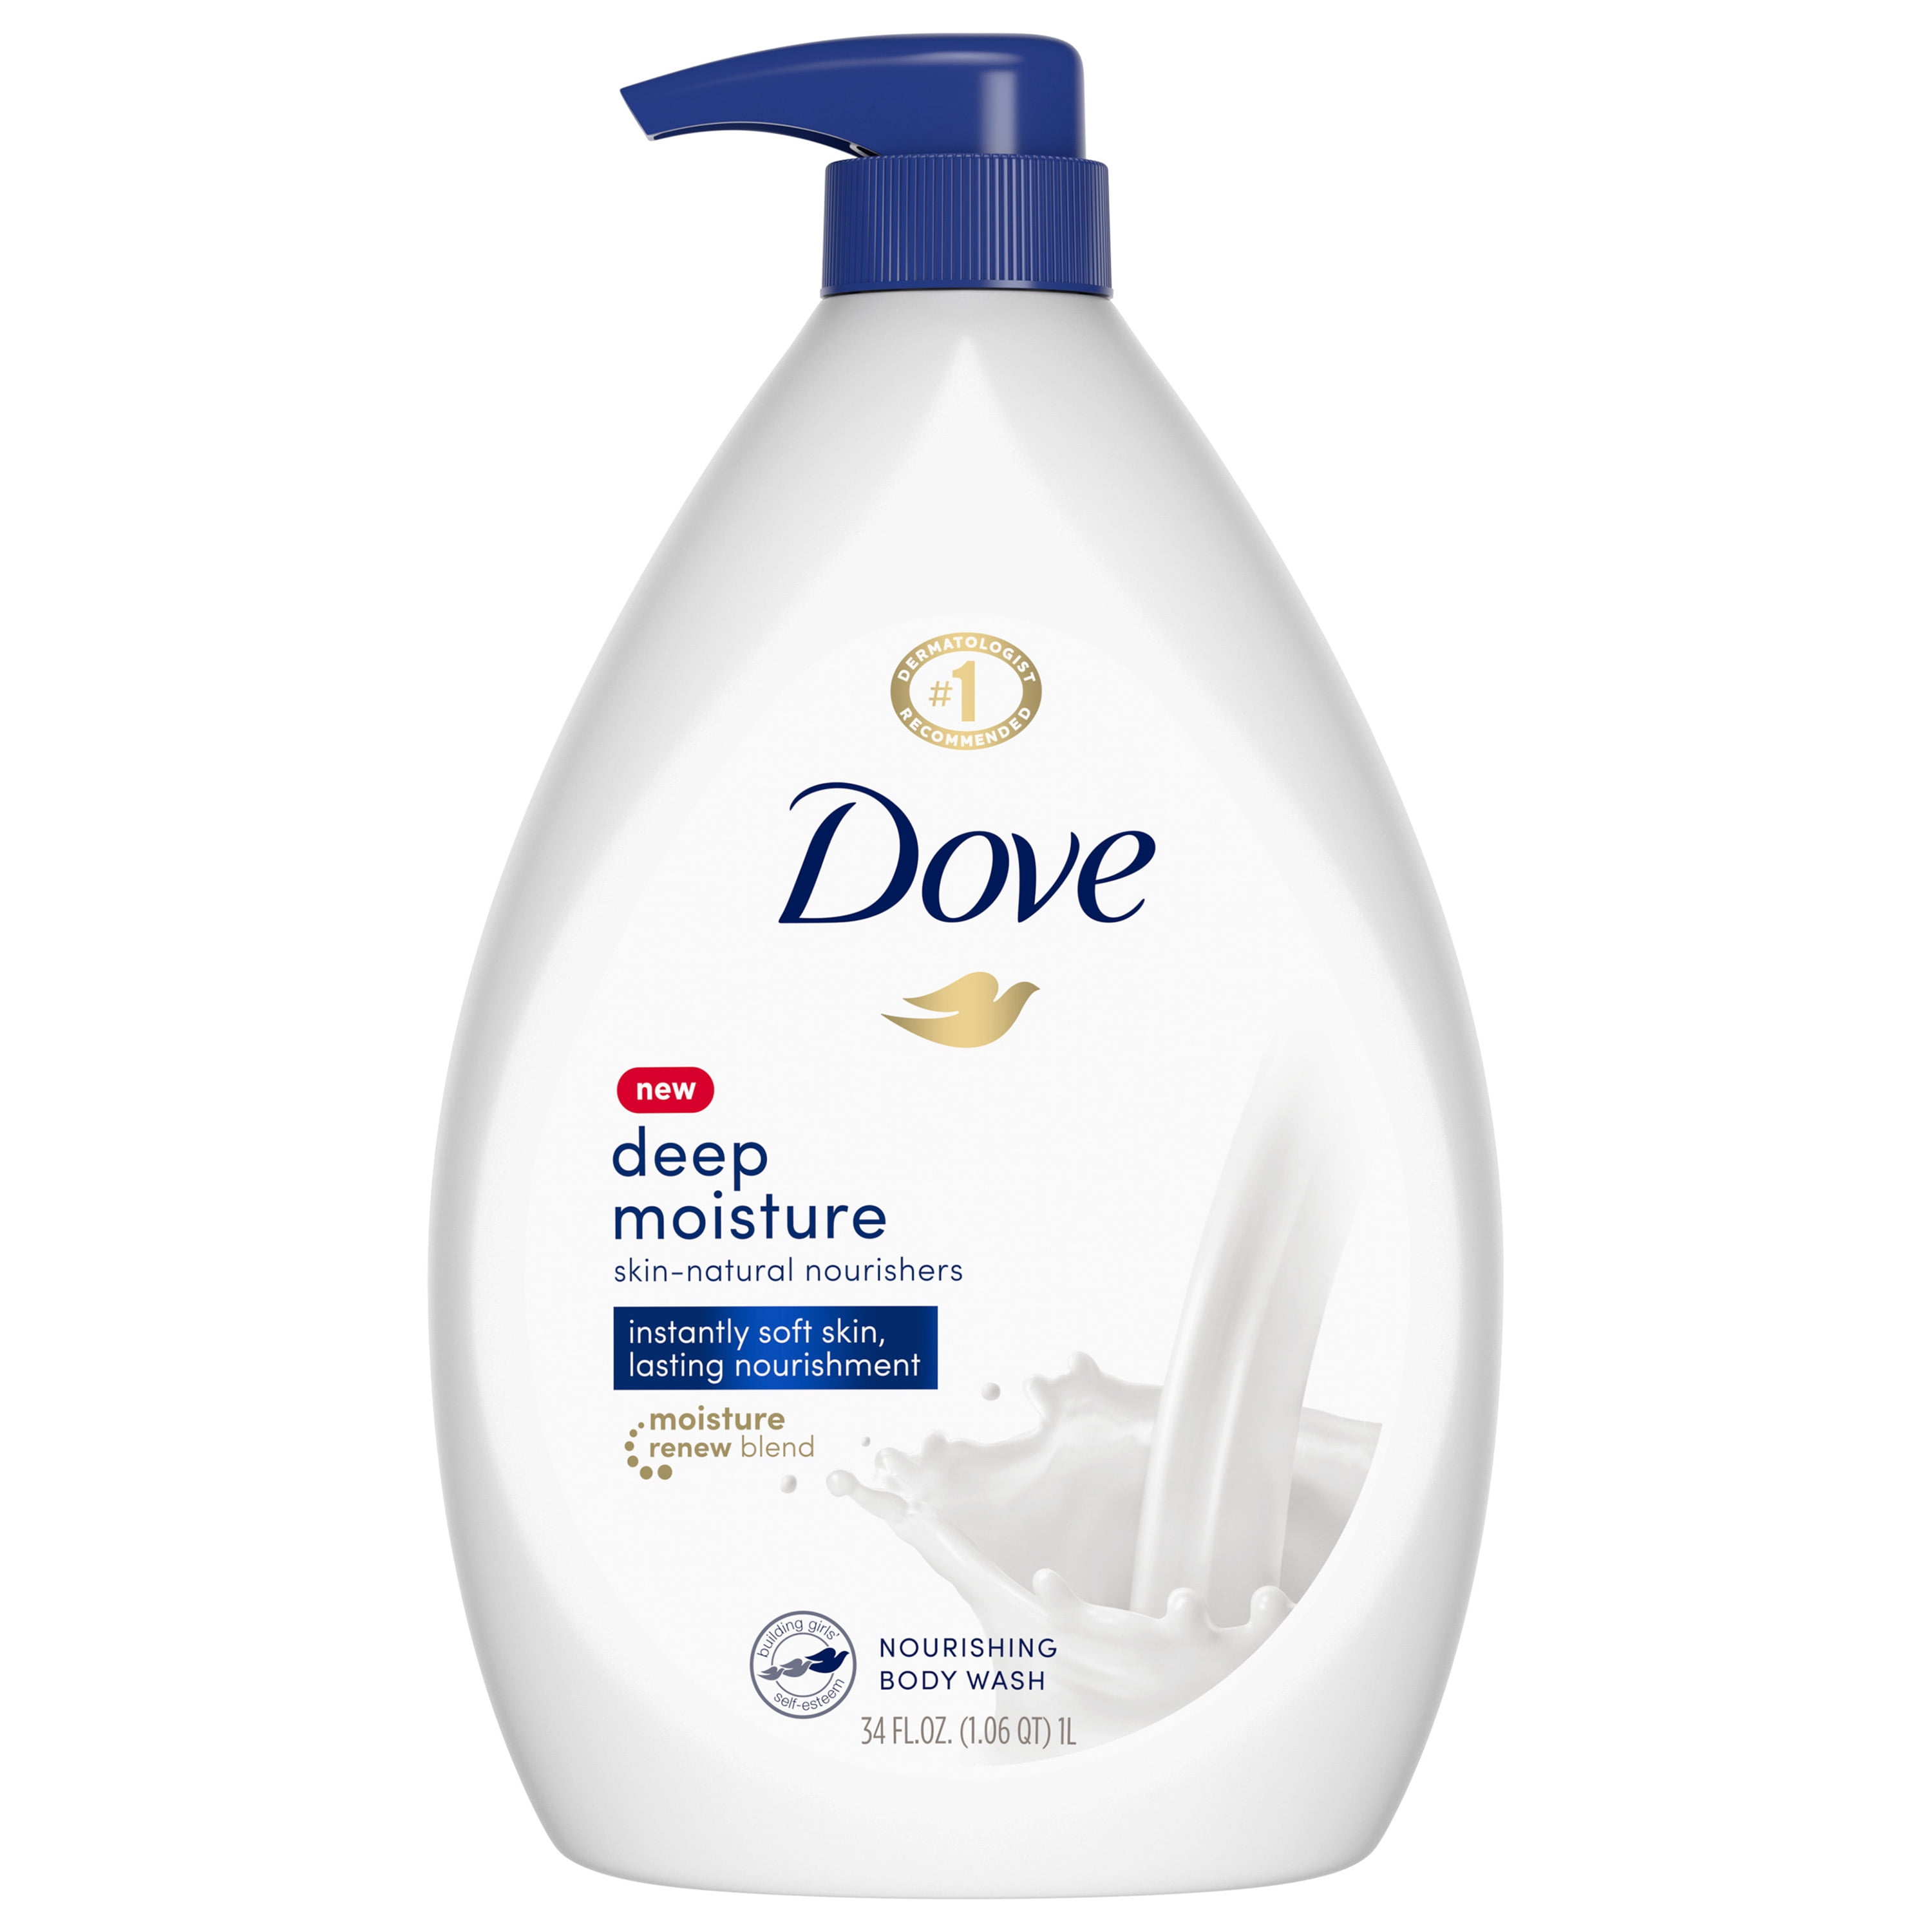 DERMATOLOGIST
#1
RECOMMENDED
Dove
new
deep
moisture
skin-natural nourishers
instantly soft skin,
lasting nourishment
moisture
renew blend
building girls'
self-esteem
NOURISHING
BODY WASH
34 FL.OZ. (1.06 QT) 1L